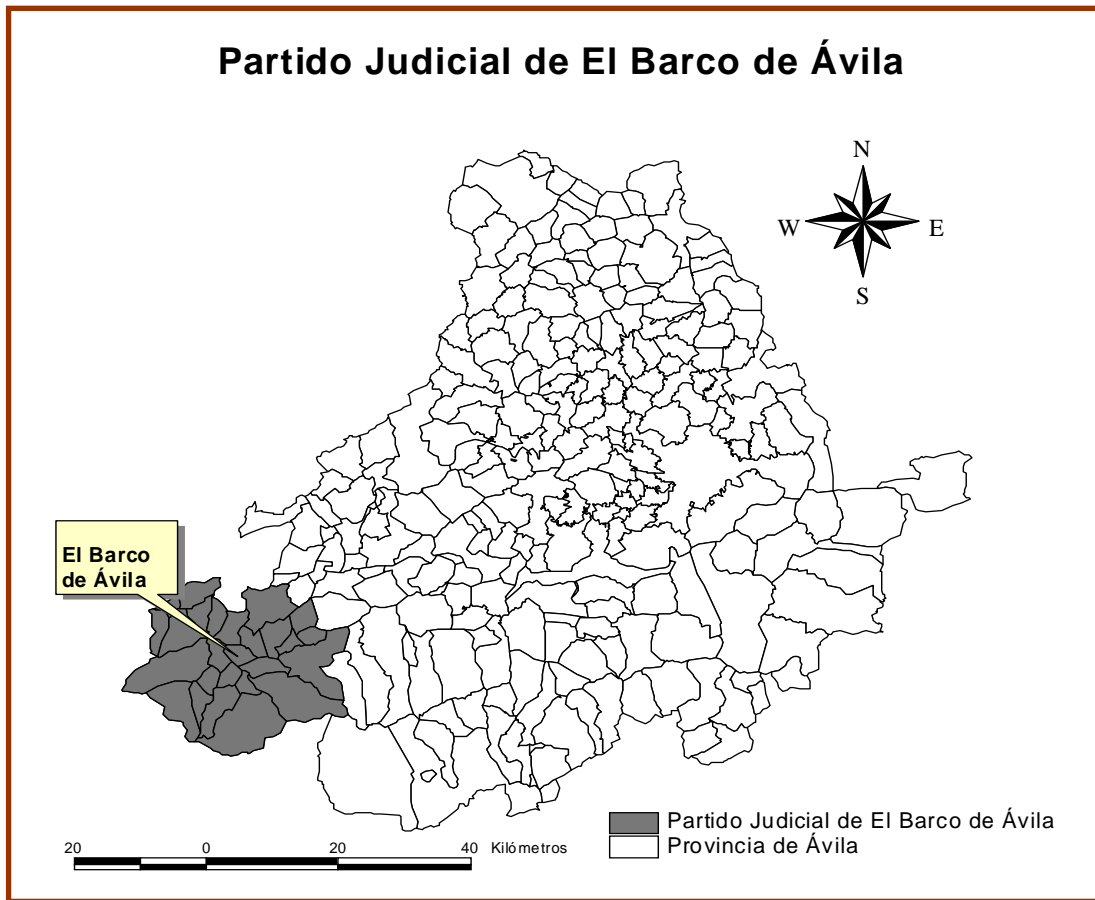 Partido Judicial de El Barco de Ávila
N
W
E
S
El Barco
de Ávila
Partido Judicial de El Barco de Ávila
Provincia de Ávila
20 0 20 40 Kilómetros